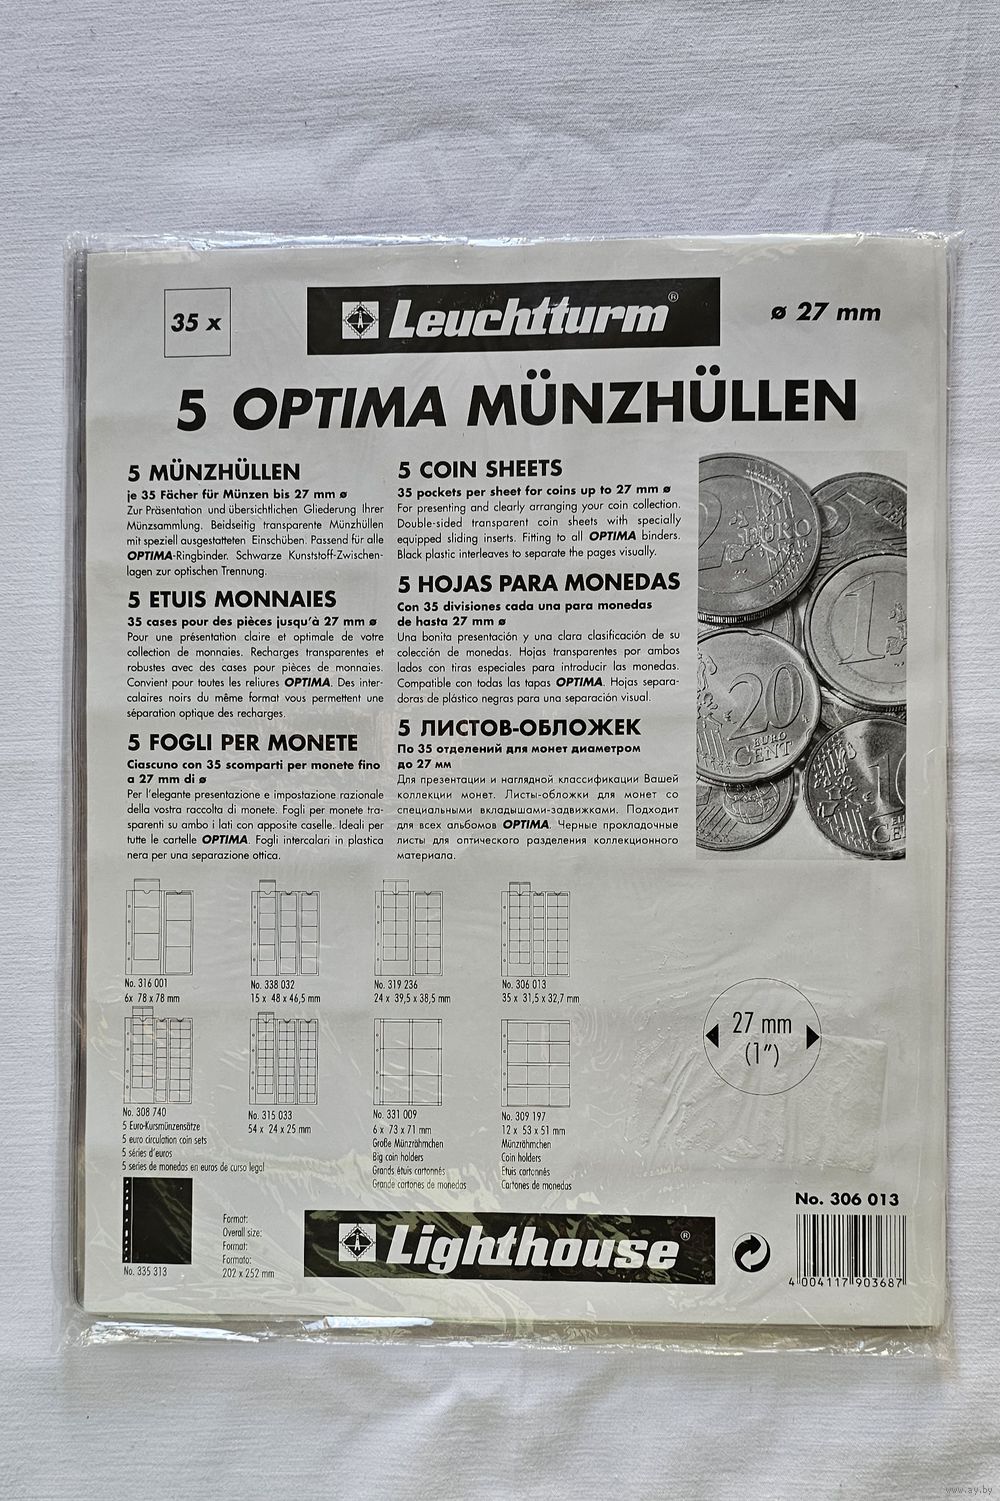 35 x
Leuchtturm®
ø 27 mm
5 OPTIMA MÜNZHÜLLEN
5 MÜNZHÜLLEN
je 35 Fächer für Münzen bis 27 mm ø
Zur Präsentation und übersichtlichen Gliederung Ihrer
Münzsammlung. Beidseitig transparente Münzhüllen
mit speziell ausgestatteten Einschüben. Passend für alle
OPTIMA-Ringbinder. Schwarze Kunststoff-Zwischen-
lagen zur optischen Trennung.
5 ETUIS MONNAIES
35 cases pour des pièces jusqu'à 27 mm ø
Pour une présentation claire et optimale de votre
collection de monnaies. Recharges transparentes et
robustes avec des cases pour pièces de monnaies.
Convient pour toutes les reliures OPTIMA. Des inter-
calaires noirs du même format vous permettent une
séparation optique des recharges.
5 FOGLI PER MONETE
Ciascuno con 35 scomparti per monete fino
a 27 mm di ø
Per l'elegante presentazione e impostazione razionale
della vostra raccolta di monete. Fogli per monete tra-
sparenti su ambo i lati con apposite caselle. Ideali per
tutte le cartelle OPTIMA. Fogli intercalari in plastica
nera per una separazione ottica.
5 COIN SHEETS
35 pockets per sheet for coins up to 27 mm ø
For presenting and clearly arranging your coin collection.
Double-sided transparent coin sheets with specially
equipped sliding inserts. Fitting to all OPTIMA binders.
Black plastic interleaves to separate the pages visually.
5 HOJAS PARA MONEDAS
Con 35 divisiones cada una para monedas
de hasta 27 mm ø
Una bonita presentación y una clara clasificación de su
colección de monedas. Hojas transparentes por ambos
lados con tiras especiales para introducir las monedas.
Compatible con todas las tapas OPTIMA. Hojas separa-
doras de plástico negras para una separación visual.
5 ЛИСТОВ-ОБЛОЖЕК
По 35 отделений для монет диаметром
до 27 мм
Для презентации и наглядной классификации Вашей
коллекции монет. Листы-обложки для монет со
специальными вкладышами-задвижками. Подходит
для всех альбомов OPTIMA. Черные прокладочные
листы для оптического разделения коллекционного
материала.
2 EURO
CENT
1
20
EURO
CENT
10
CENT
No. 316 001
6x 78 x 78 mm
No. 338 032
15 x 48 x 46,5 mm
No. 319 236
24 x 39,5 x 38,5 mm
No. 306 013
35 x 31,5 x 32,7 mm
27 mm
(1")
No. 308 740
5 Euro-Kursmünzensätze
5 euro circulation coin sets
5 séries d'euros
5 series de monedas en euros de curso legal
No. 315 033
54 x 24 x 25 mm
No. 331 009
6 x 73 x 71 mm
Große Münzrähmchen
Big coin holders
Grands étuis cartonnés
Grande cartones de monedas
No. 309 197
12 x 53 x 51 mm
Münzrähmchen
Coin holders
Etuis cartonnés
Cartones de monedas
No. 335 313
Format:
Overall size:
Format:
Formato:
202 x 252 mm
Lighthouse®
No. 306 013
4 004117 903687
www.ay.by